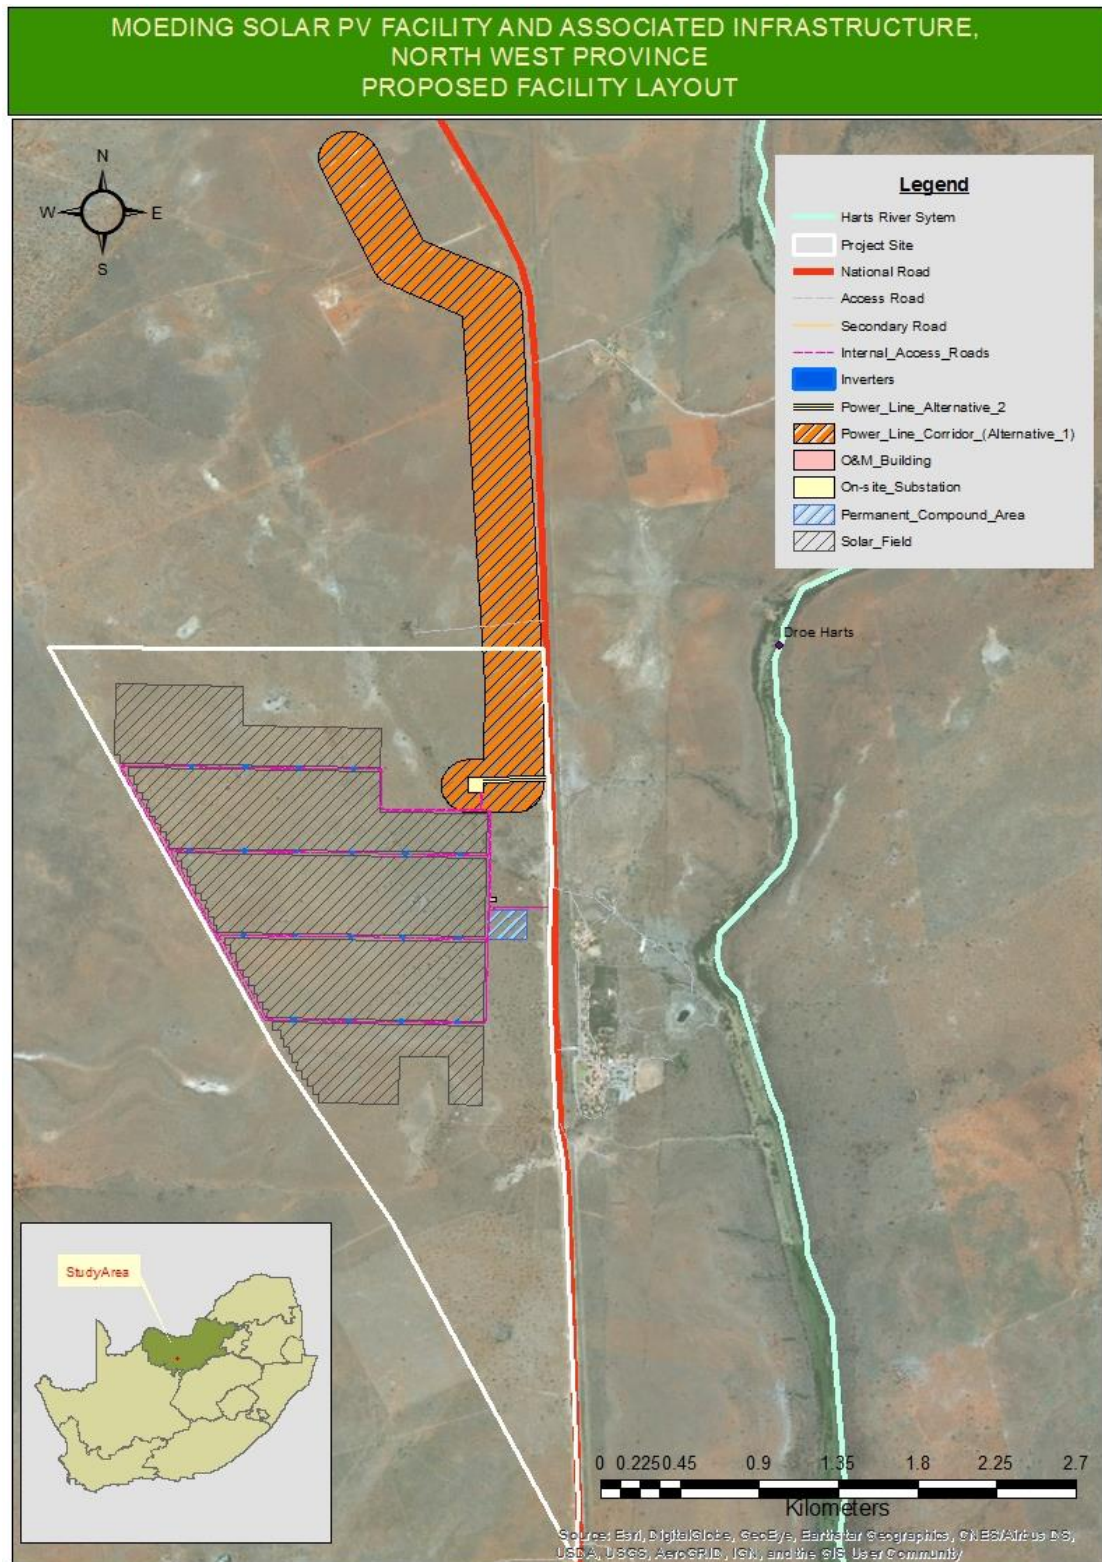 MOEDING SOLAR PV FACILITY AND ASSOCIATED INFRASTRUCTURE,
NORTH WEST PROVINCE
PROPOSED FACILITY LAYOUT
N
W E
S
Legend
Harts River Sytem
Project Site
National Road
Access Road
Secondary Road
Internal_Access_Roads
Inverters
Power_Line_Alternative_2
Power_Line_Corridor_(Alternative_1)
O&M_Building
On-site_Substation
Permanent_Compound_Area
Solar_Field
Droe Harts
StudyArea
0 0.225 0.45 0.9 1.35 1.8 2.25 2.7
Kilometers
Source: Esri, DigitalGlobe, GeoEye, Earthstar Geographics, CNES/Airbus DS,
USDA, USGS, AeroGRID, IGN, and the GIS User Community